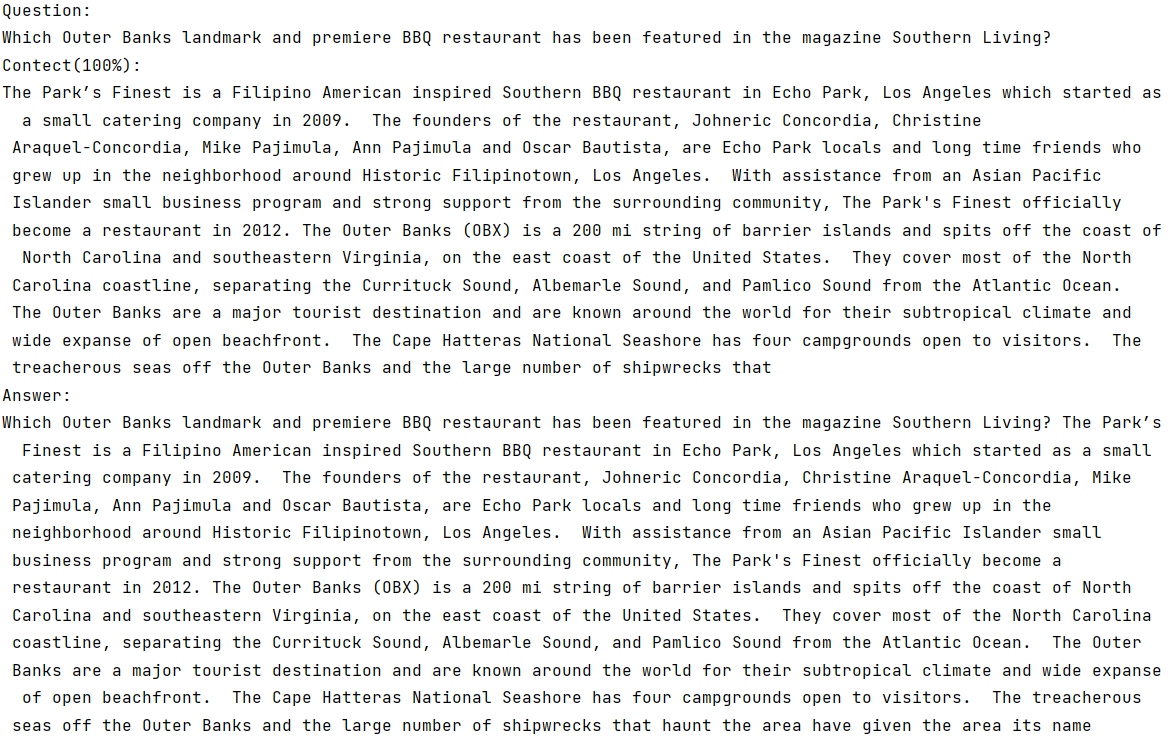 Question:
Which Outer Banks landmark and premiere BBQ restaurant has been featured in the magazine Southern Living?
Contect(100%):
The Park’s Finest is a Filipino American inspired Southern BBQ restaurant in Echo Park, Los Angeles which started as
a small catering company in 2009.  The founders of the restaurant, Johneric Concordia, Christine
Araquel-Concordia, Mike Pajimula, Ann Pajimula and Oscar Bautista, are Echo Park locals and long time friends who
grew up in the neighborhood around Historic Filipinotown, Los Angeles.  With assistance from an Asian Pacific
Islander small business program and strong support from the surrounding community, The Park's Finest officially
become a restaurant in 2012. The Outer Banks (OBX) is a 200 mi string of barrier islands and spits off the coast of
North Carolina and southeastern Virginia, on the east coast of the United States.  They cover most of the North
Carolina coastline, separating the Currituck Sound, Albemarle Sound, and Pamlico Sound from the Atlantic Ocean.
The Outer Banks are a major tourist destination and are known around the world for their subtropical climate and
wide expanse of open beachfront.  The Cape Hatteras National Seashore has four campgrounds open to visitors.  The
treacherous seas off the Outer Banks and the large number of shipwrecks that
Answer:
Which Outer Banks landmark and premiere BBQ restaurant has been featured in the magazine Southern Living? The Park’s
Finest is a Filipino American inspired Southern BBQ restaurant in Echo Park, Los Angeles which started as a small
catering company in 2009.  The founders of the restaurant, Johneric Concordia, Christine Araquel-Concordia, Mike
Pajimula, Ann Pajimula and Oscar Bautista, are Echo Park locals and long time friends who grew up in the
neighborhood around Historic Filipinotown, Los Angeles.  With assistance from an Asian Pacific Islander small
business program and strong support from the surrounding community, The Park's Finest officially become a
restaurant in 2012. The Outer Banks (OBX) is a 200 mi string of barrier islands and spits off the coast of North
Carolina and southeastern Virginia, on the east coast of the United States.  They cover most of the North Carolina
coastline, separating the Currituck Sound, Albemarle Sound, and Pamlico Sound from the Atlantic Ocean.  The Outer
Banks are a major tourist destination and are known around the world for their subtropical climate and wide expanse
of open beachfront.  The Cape Hatteras National Seashore has four campgrounds open to visitors.  The treacherous
seas off the Outer Banks and the large number of shipwrecks that haunt the area have given the area its name